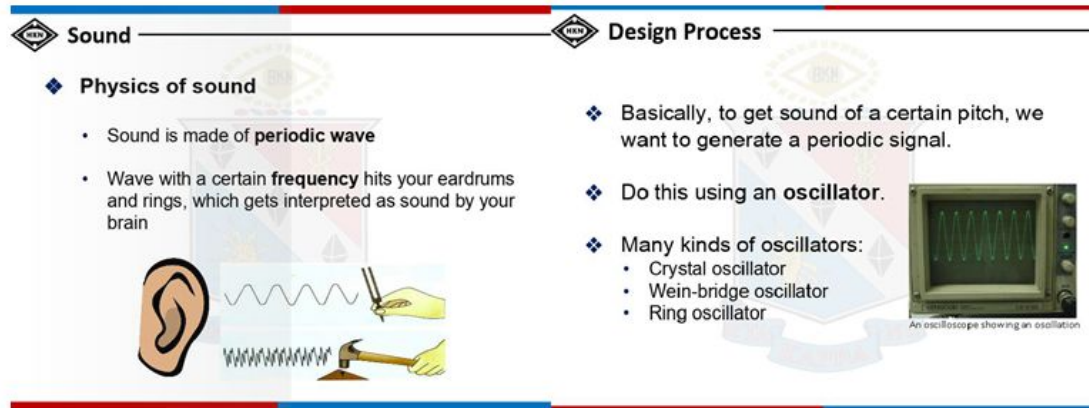 HKN
Sound
Physics of sound
• Sound is made of periodic wave
• Wave with a certain frequency hits your eardrums
and rings, which gets interpreted as sound by your
brain
HKN
Design Process
Basically, to get sound of a certain pitch, we
want to generate a periodic signal.
Do this using an oscillator.
Many kinds of oscillators:
• Crystal oscillator
• Wein-bridge oscillator
• Ring oscillator
An oscilloscope showing an oscillation